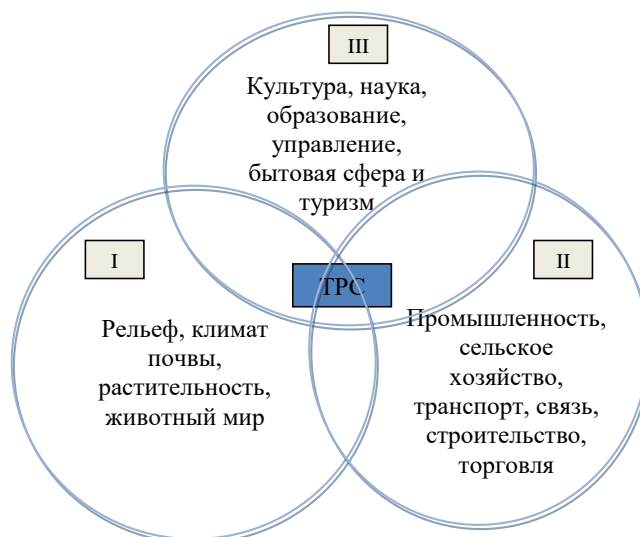 III
Культура, наука,
образование,
управление,
бытовая сфера и
туризм
I
II
ТРС
Рельеф, климат
почвы,
растительность,
животный мир
Промышленность,
сельское
хозяйство,
транспорт, связь,
строительство,
торговля